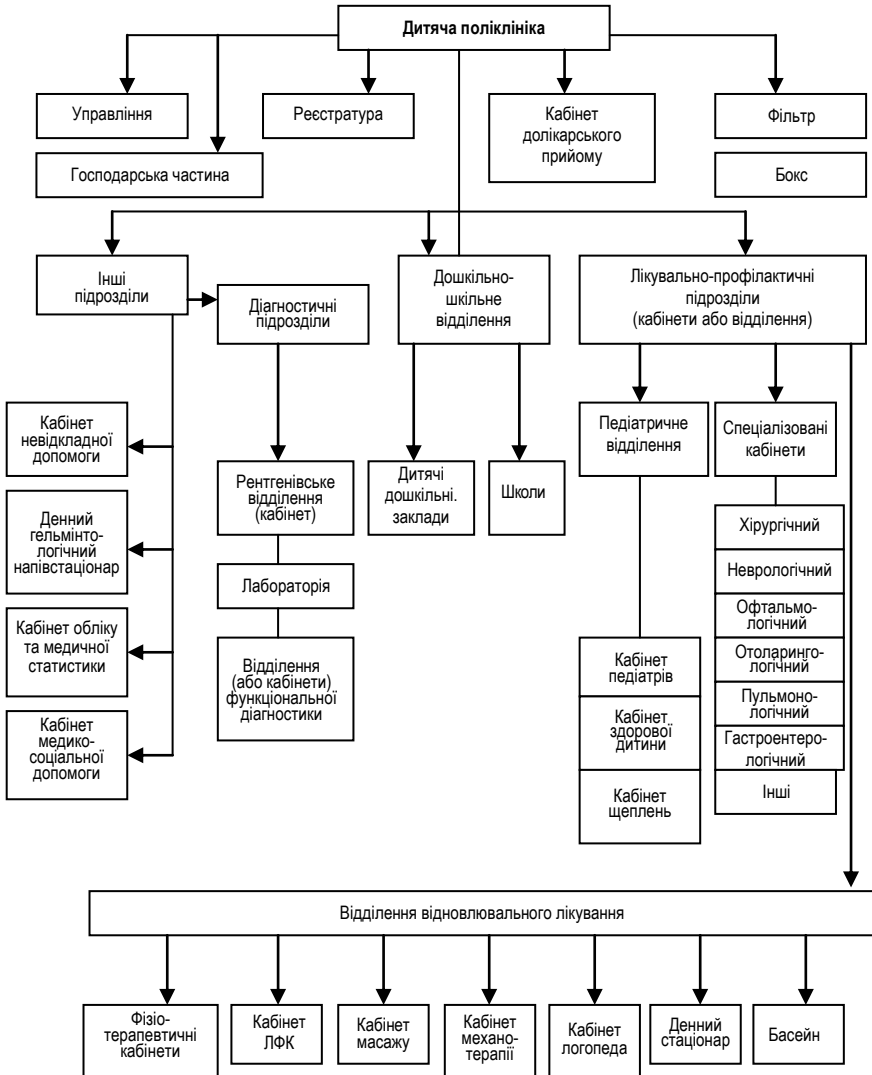 Дитяча поліклініка
Управління
Реєстратура
Кабінет
долікарського
прийому
Фільтр
Господарська частина
Бокс
Інші
підрозділи
Діагностичні
підрозділи
Дошкільно-
шкільне
відділення
Лікувально-профілактичні
підрозділи
(кабінети або відділення)
Кабінет
невідкладної
допомоги
Денний
гельмінто-
логічний
напівстаціонар
Кабінет обліку
та медичної
статистики
Кабінет
медико-
соціальної
допомоги
Рентгенівське
відділення
(кабінет)
Лабораторія
Відділення
(або кабінети)
функціональної
діагностики
Дитячі
дошкільні.
заклади
Школи
Педіатричне
відділення
Кабінет
педіатрів
Кабінет
здорової
дитини
Кабінет
щеплень
Спеціалізовані
кабінети
Хірургічний
Неврологічний
Офтальмо-
логічний
Отоларинго-
логічний
Пульмоно-
логічний
Гастроентеро-
логічний
Інші
Відділення відновлювального лікування
Фізіо-
терапевтичні
кабінети
Кабінет
ЛФК
Кабінет
масажу
Кабінет
механо-
терапії
Кабінет
логопеда
Денний
стаціонар
Басейн